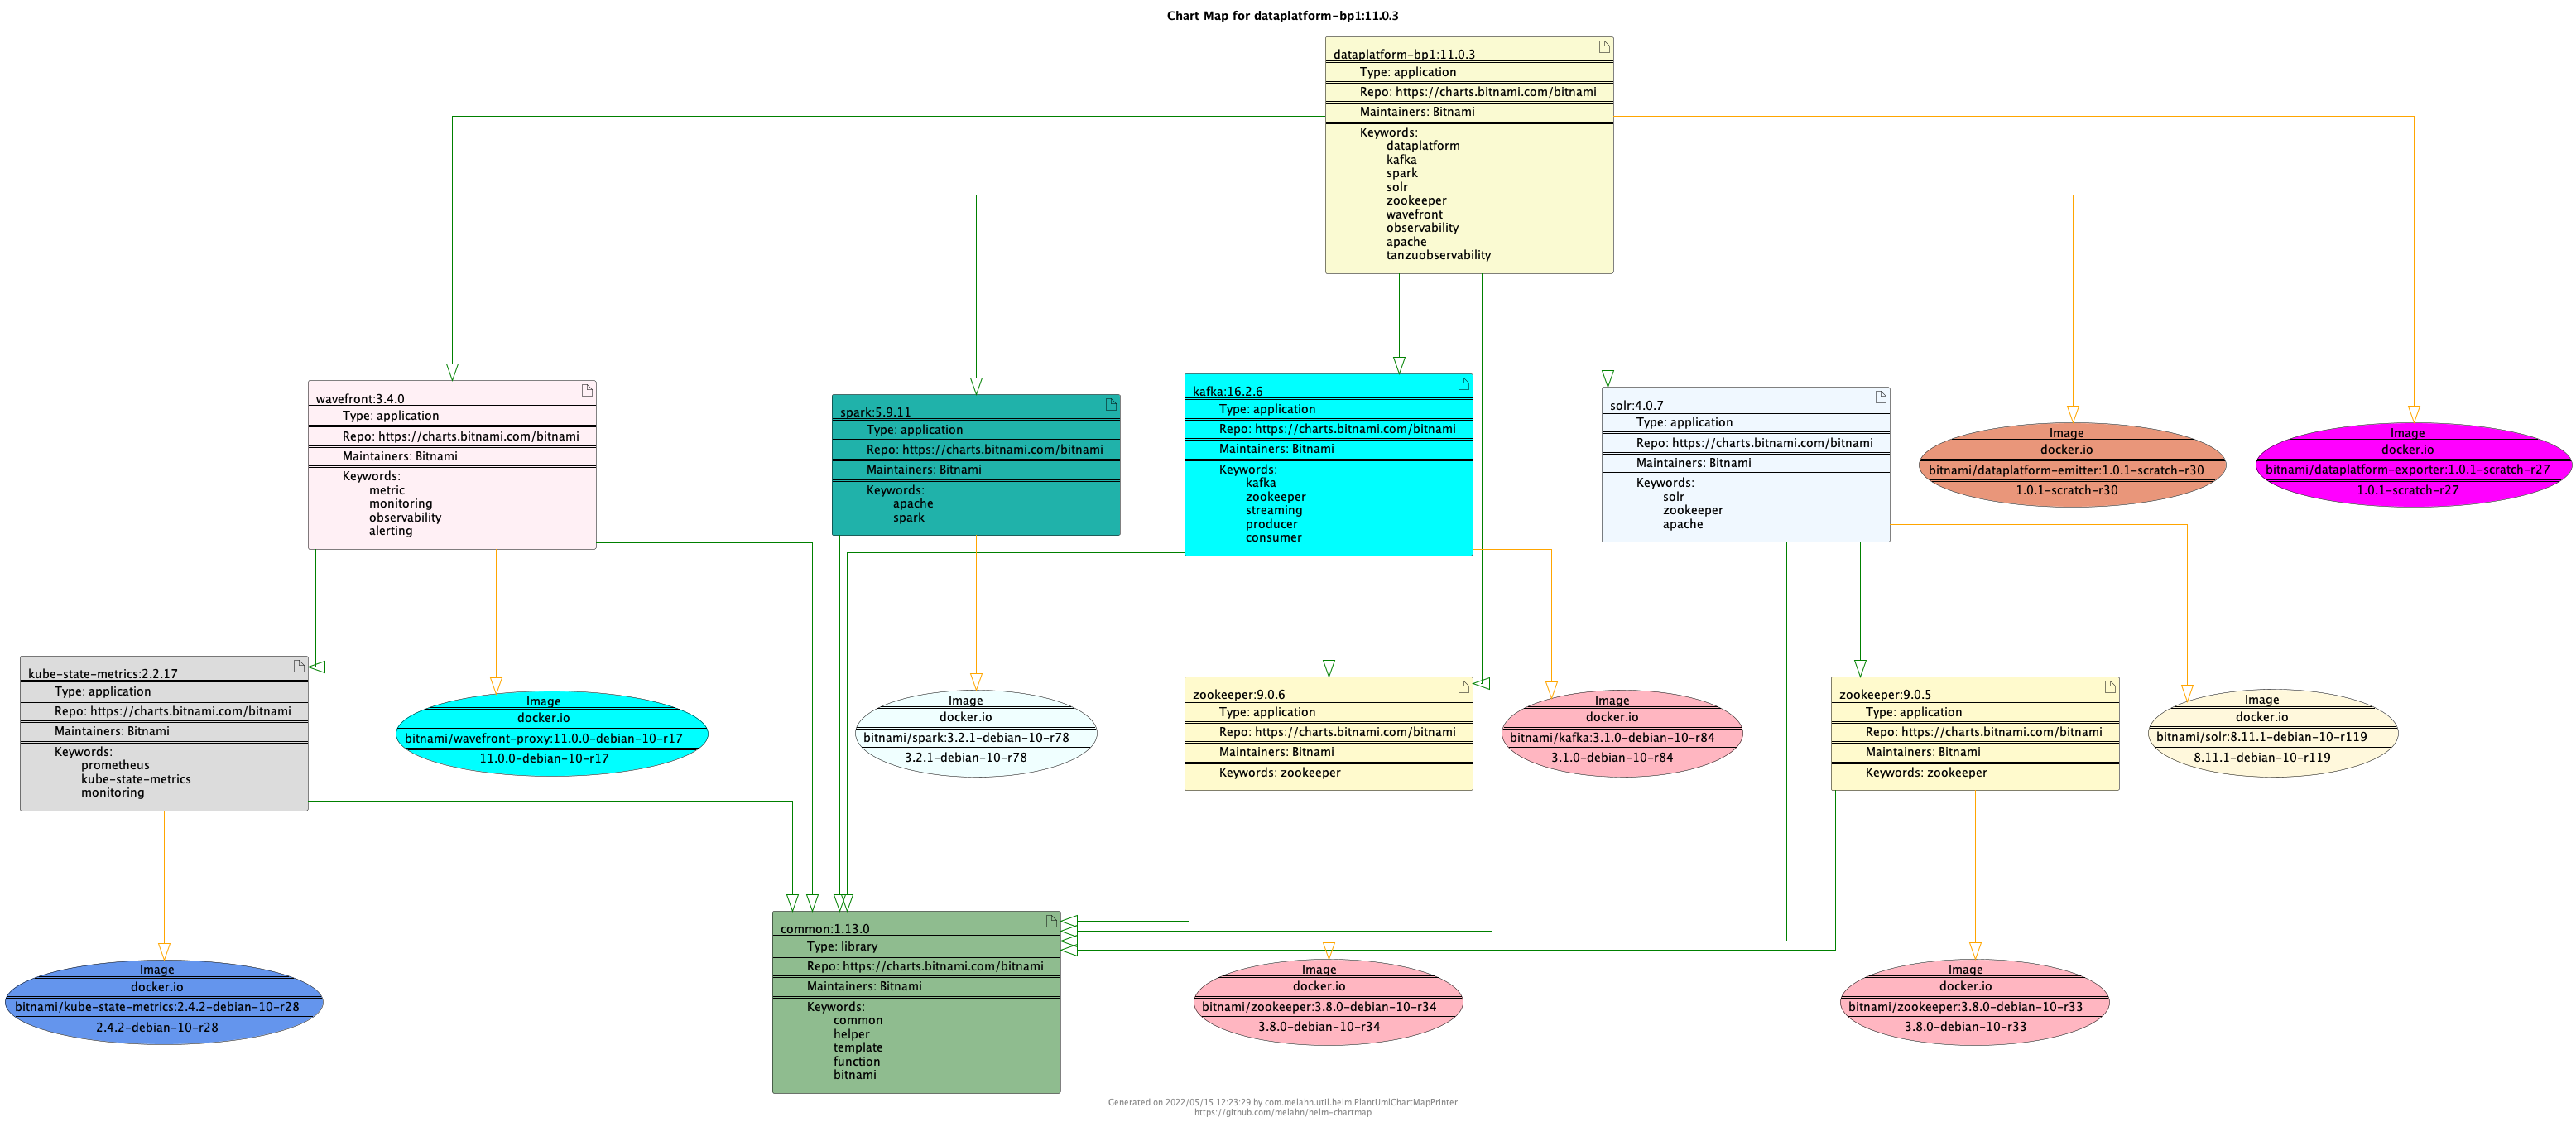 Chart Map for dataplatform-bp1:11.0.3
dataplatform-bp1:11.0.3
Type: application
Repo: https://charts.bitnami.com/bitnami
Maintainers: Bitnami
Keywords:
dataplatform
kafka
spark
solr
zookeeper
wavefront
observability
apache
tanzuobservability
wavefront:3.4.0
Type: application
Repo: https://charts.bitnami.com/bitnami
Maintainers: Bitnami
Keywords:
metric
monitoring
observability
alerting
spark:5.9.11
Type: application
Repo: https://charts.bitnami.com/bitnami
Maintainers: Bitnami
Keywords:
apache
spark
kafka:16.2.6
Type: application
Repo: https://charts.bitnami.com/bitnami
Maintainers: Bitnami
Keywords:
kafka
zookeeper
streaming
producer
consumer
solr:4.0.7
Type: application
Repo: https://charts.bitnami.com/bitnami
Maintainers: Bitnami
Keywords:
solr
zookeeper
apache
Image
docker.io
bitnami/dataplatform-emitter:1.0.1-scratch-r30
1.0.1-scratch-r30
Image
docker.io
bitnami/dataplatform-exporter:1.0.1-scratch-r27
1.0.1-scratch-r27
kube-state-metrics:2.2.17
Type: application
Repo: https://charts.bitnami.com/bitnami
Maintainers: Bitnami
Keywords:
prometheus
kube-state-metrics
monitoring
Image
docker.io
bitnami/wavefront-proxy:11.0.0-debian-10-r17
11.0.0-debian-10-r17
Image
docker.io
bitnami/spark:3.2.1-debian-10-r78
3.2.1-debian-10-r78
zookeeper:9.0.6
Type: application
Repo: https://charts.bitnami.com/bitnami
Maintainers: Bitnami
Keywords: zookeeper
Image
docker.io
bitnami/kafka:3.1.0-debian-10-r84
3.1.0-debian-10-r84
zookeeper:9.0.5
Type: application
Repo: https://charts.bitnami.com/bitnami
Maintainers: Bitnami
Keywords: zookeeper
Image
docker.io
bitnami/solr:8.11.1-debian-10-r119
8.11.1-debian-10-r119
Image
docker.io
bitnami/kube-state-metrics:2.4.2-debian-10-r28
2.4.2-debian-10-r28
common:1.13.0
Type: library
Repo: https://charts.bitnami.com/bitnami
Maintainers: Bitnami
Keywords:
common
helper
template
function
bitnami
Image
docker.io
bitnami/zookeeper:3.8.0-debian-10-r34
3.8.0-debian-10-r34
Image
docker.io
bitnami/zookeeper:3.8.0-debian-10-r33
3.8.0-debian-10-r33
Generated on 2022/05/15 12:23:29 by com.melahn.util.helm.PlantUmlChartMapPrinter
https://github.com/melahn/helm-chartmap